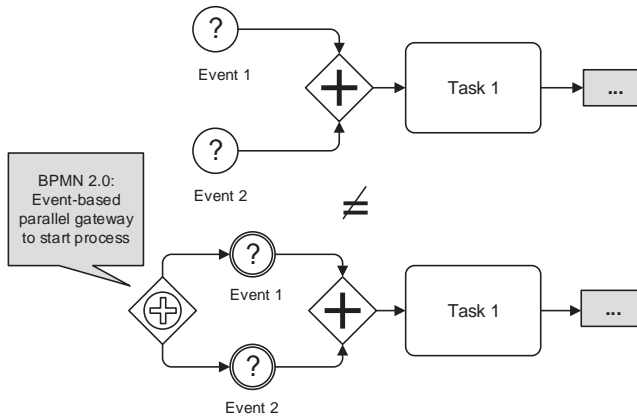 ?
Event 1
Task 1
...
?
Event 2
≠
BPMN 2.0:
Event-based
parallel gateway
to start process
?
Event 1
Task 1
...
?
Event 2